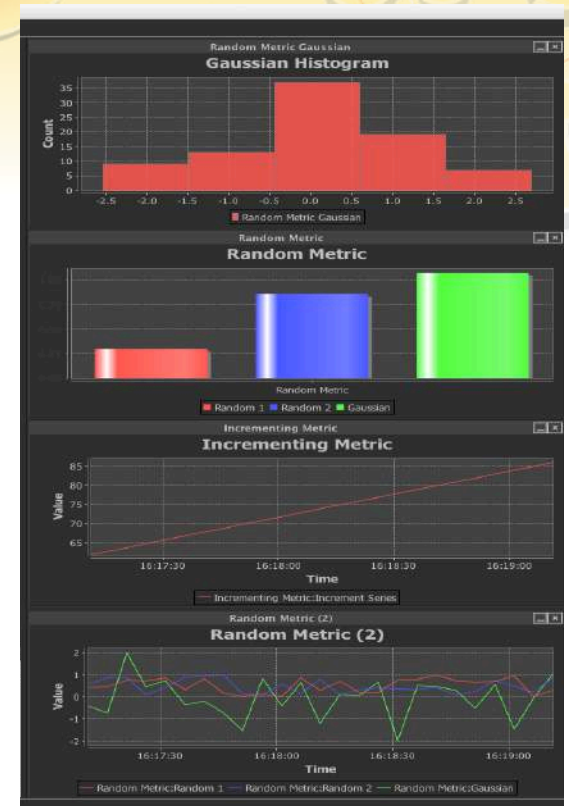 Random Metric Gaussian
Gaussian Histogram
35
30
25
20
15
10
5
0
Count
-2.5 -2.0 -1.5 -1.0 -0.5 0.0 0.5 1.0 1.5 2.0 2.5
Random Metric Gaussian
Random Metric
Random Metric
Random Metric
Random 1 Random 2 Gaussian
Incrementing Metric
Incrementing Metric
85
80
75
70
65
Value
16:17:30 16:18:00 16:18:30 16:19:00
Time
Incrementing Metric:Increment Series
Random Metric (2)
Random Metric (2)
2
1
0
-1
-2
Value
16:17:30 16:18:00 16:18:30 16:19:00
Time
Random Metric:Random 1 Random Metric:Random 2 Random Metric:Gaussian